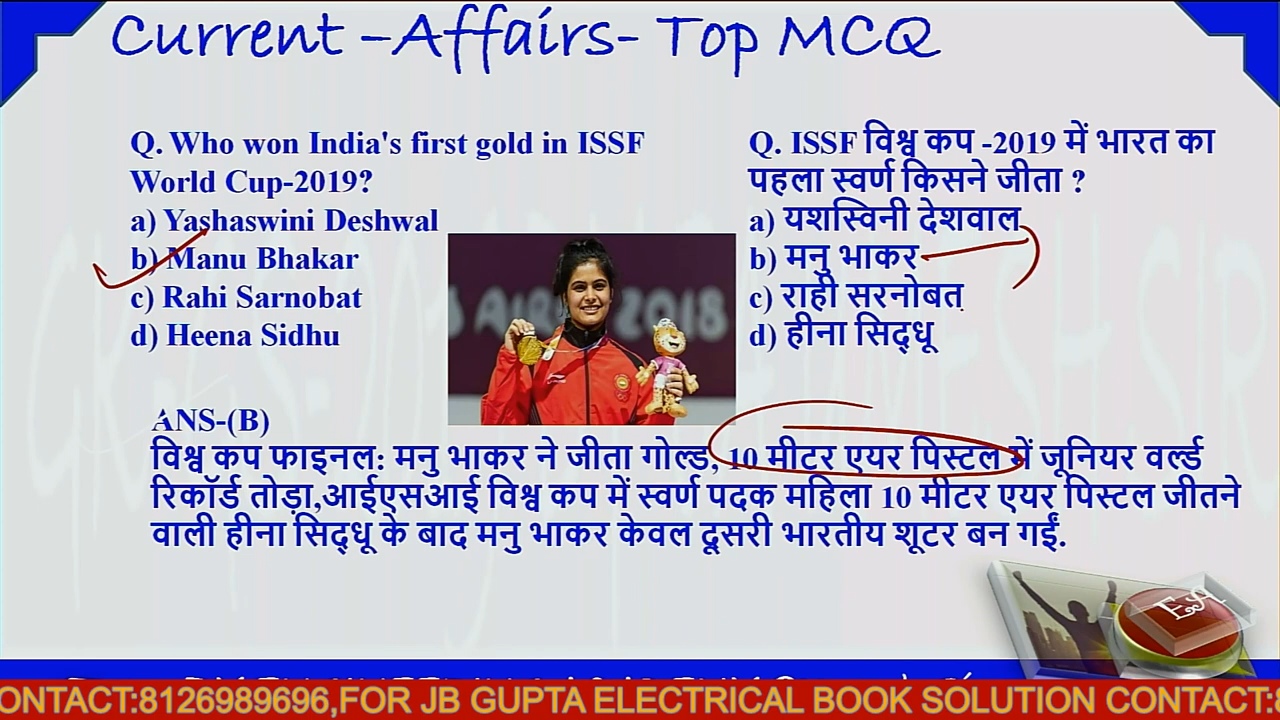 Current -Affairs- Top MCQ
Q. Who won India's first gold in ISSF
World Cup-2019?
a) Yashaswini Deshwal
b) Manu Bhakar
c) Rahi Sarnobat
d) Heena Sidhu
Q. ISSF विश्व कप -2019 में भारत का
पहला स्वर्ण किसने जीता ?
a) यशस्विनी देशवाल
b) मनु भाकर
c) राही सरनोबत
d) हीना सिद्धू
2018
ANS-(B)
विश्व कप फाइनल: मनु भाकर ने जीता गोल्ड, 10 मीटर एयर पिस्टल में जूनियर वर्ल्ड
रिकॉर्ड तोड़ा,आईएसआई विश्व कप में स्वर्ण पदक महिला 10 मीटर एयर पिस्टल जीतने
वाली हीना सिद्धू के बाद मनु भाकर केवल दूसरी भारतीय शूटर बन गईं.
EA
ONTACT:8126989696,FOR JB GUPTA ELECTRICAL BOOK SOLUTION CONTACT: